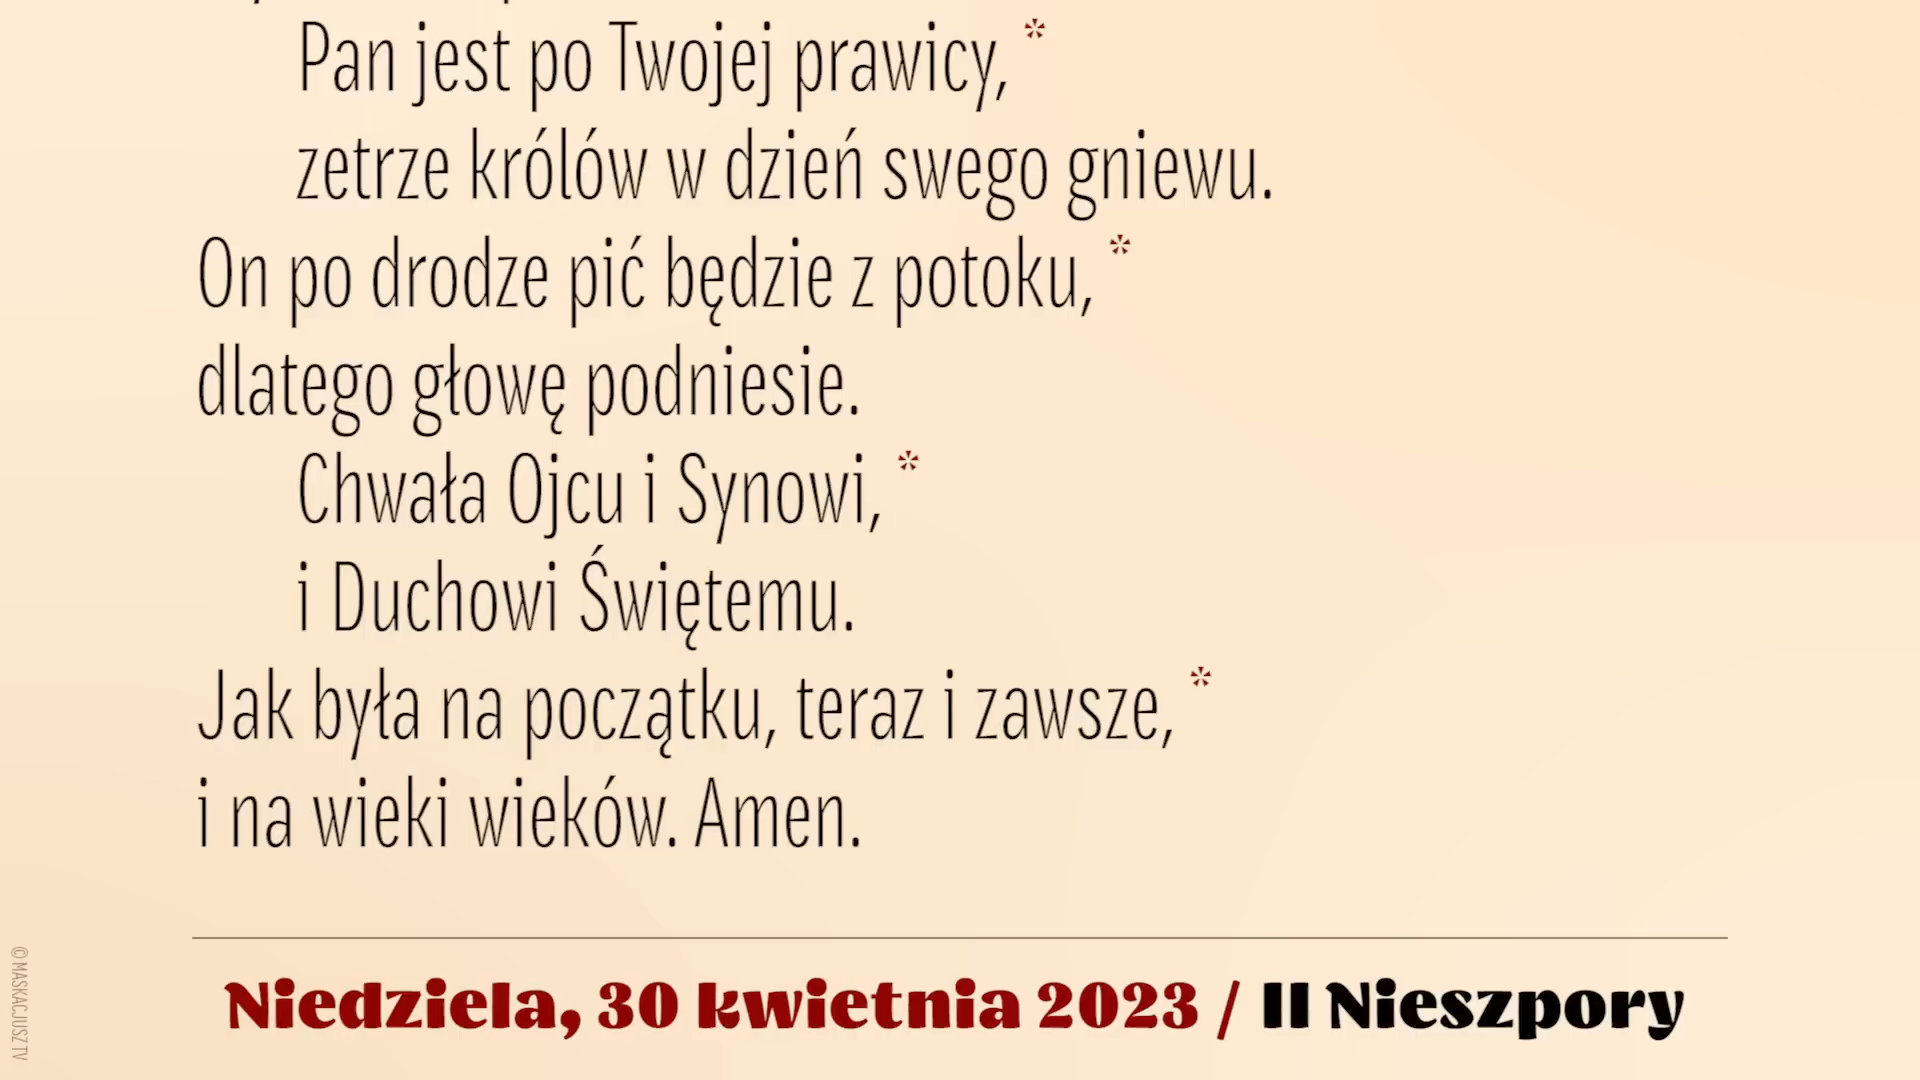 Pan jest po Twojej prawicy, *
zetrze królów w dzień swego gniewu.
On po drodze pić będzie z potoku, *
dlatego głowę podniesie.
Chwała Ojcu i Synowi, *
i Duchowi Świętemu.
Jak była na początku, teraz i zawsze, *
i na wieki wieków. Amen.
Niedziela, 30 kwietnia 2023 / II Nieszpory
© MASKACJUSZ TV